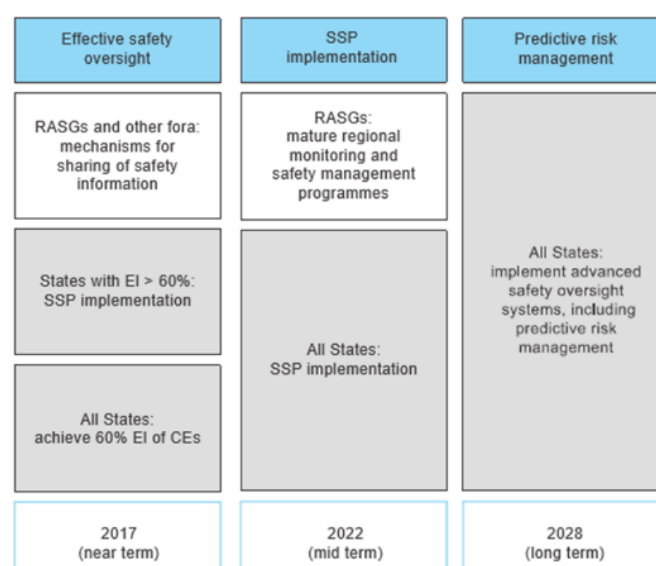 Effective safety
oversight
SSP
implementation
Predictive risk
management
RASGs and other fora:
mechanisms for
sharing of safety
information
RASGs:
mature regional
monitoring and
safety management
programmes
All States:
implement advanced
safety oversight
systems, including
predictive risk
management
States with EI > 60%:
SSP implementation
All States:
SSP implementation
All States:
achieve 60% EI of CEs
2017
(near term)
2022
(mid term)
2028
(long term)